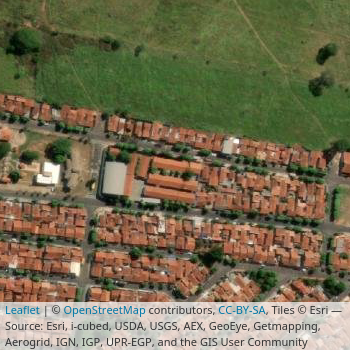 Leaflet | © OpenStreetMap contributors, CC-BY-SA, Tiles © Esri —
Source: Esri, i-cubed, USDA, USGS, AEX, GeoEye, Getmapping,
Aerogrid, IGN, IGP, UPR-EGP, and the GIS User Community